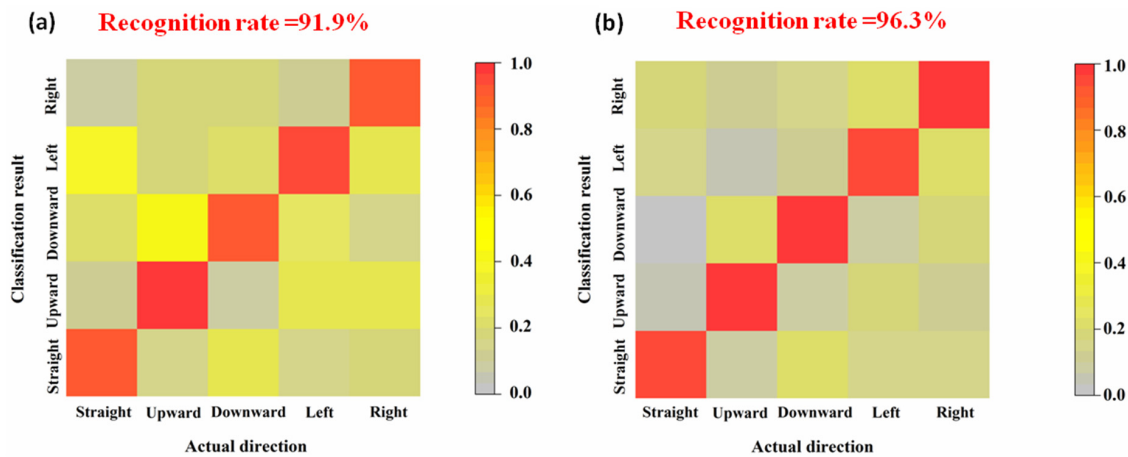 (a)
Recognition rate =91.9%
Classification result
Right
Left
Downward
Upward
Straight
Straight Upward Downward Left Right
Actual direction
1.0
0.8
0.6
0.4
0.2
0.0
(b)
Recognition rate =96.3%
Classification result
Right
Left
Downward
Upward
Straight
Straight Upward Downward Left Right
Actual direction
1.0
0.8
0.6
0.4
0.2
0.0